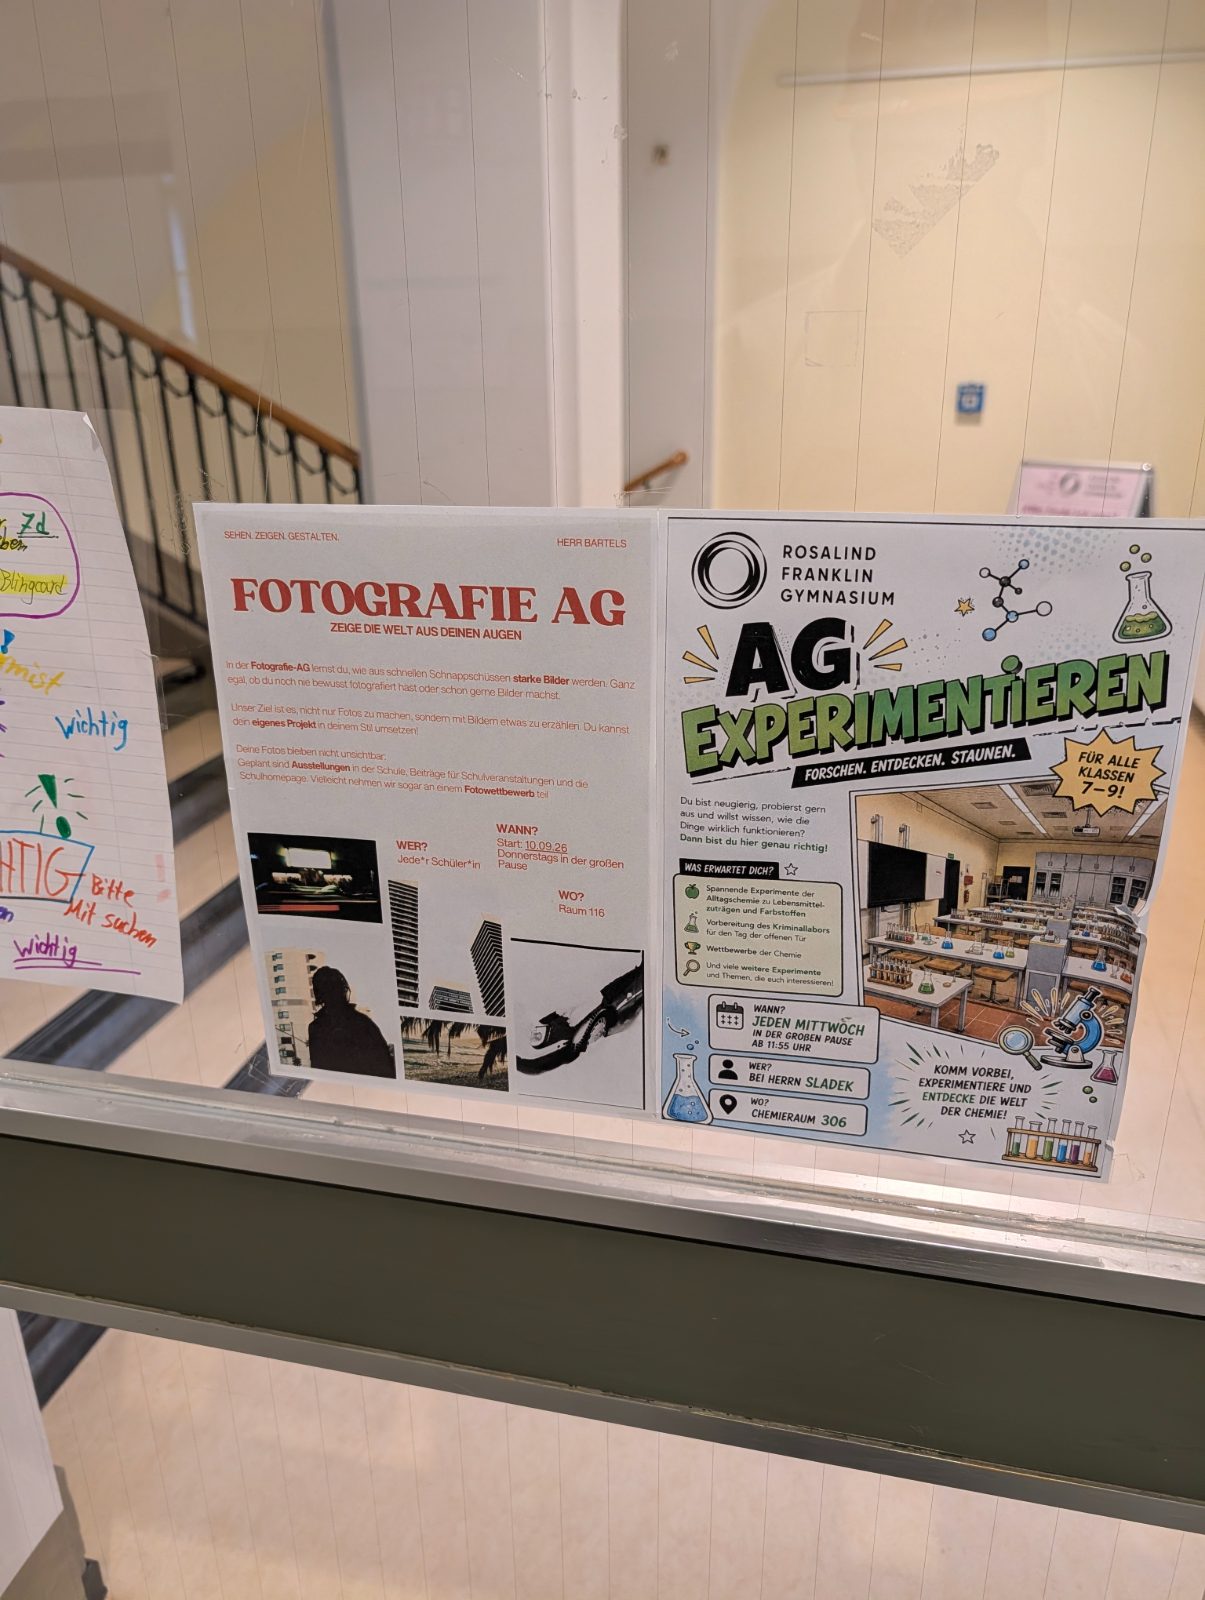 7d
Blingcard
wichtig
Bitte
Mit suchen
wichtig
SEHEN. ZEIGEN. GESTALTEN.
HERR BARTELS
FOTOGRAFIE AG
ZEIGE DIE WELT AUS DEINEN AUGEN
In der Fotografie-AG lernst du, wie aus schnellen Schnappschüssen starke Bilder werden. Ganz
egal, ob du noch nie bewusst fotografiert hast oder schon gerne Bilder machst.
Unser Ziel ist es, nicht nur Fotos zu machen, sondern mit Bildern etwas zu erzählen. Du kannst
dein eigenes Projekt in deinem Stil umsetzen!
Deine Fotos bleiben nicht unsichtbar:
Geplant sind Ausstellungen in der Schule, Beiträge für Schulveranstaltungen und die
Schulhomepage. Vielleicht nehmen wir sogar an einem Fotowettbewerb teil
WER?
Jede*r Schüler*in
WANN?
Start: 10.09.26
Donnerstags in der großen
Pause
WO?
Raum 116
ROSALIND
FRANKLIN
GYMNASIUM
AG
EXPERIMENTIEREN
FORSCHEN. ENTDECKEN. STAUNEN.
FÜR ALLE
KLASSEN
7–9!
Du bist neugierig, probierst gern
aus und willst wissen, wie die
Dinge wirklich funktionieren?
Dann bist du hier genau richtig!
WAS ERWARTET DICH?
Spannende Experimente der
Alltagschemie zu Lebensmittel-
zuträgen und Farbstoffen
Vorbereitung des Kriminallabors
für den Tag der offenen Tür
Wettbewerbe der Chemie
Und viele weitere Experimente
und Themen, die euch interessieren!
WANN?
JEDEN MITTWOCH
IN DER GROßEN PAUSE
AB 11:55 UHR
WER?
BEI HERRN SLADEK
WO?
CHEMIERAUM 306
KOMM VORBEI,
EXPERIMENTIERE UND
ENTDECKE DIE WELT
DER CHEMIE!